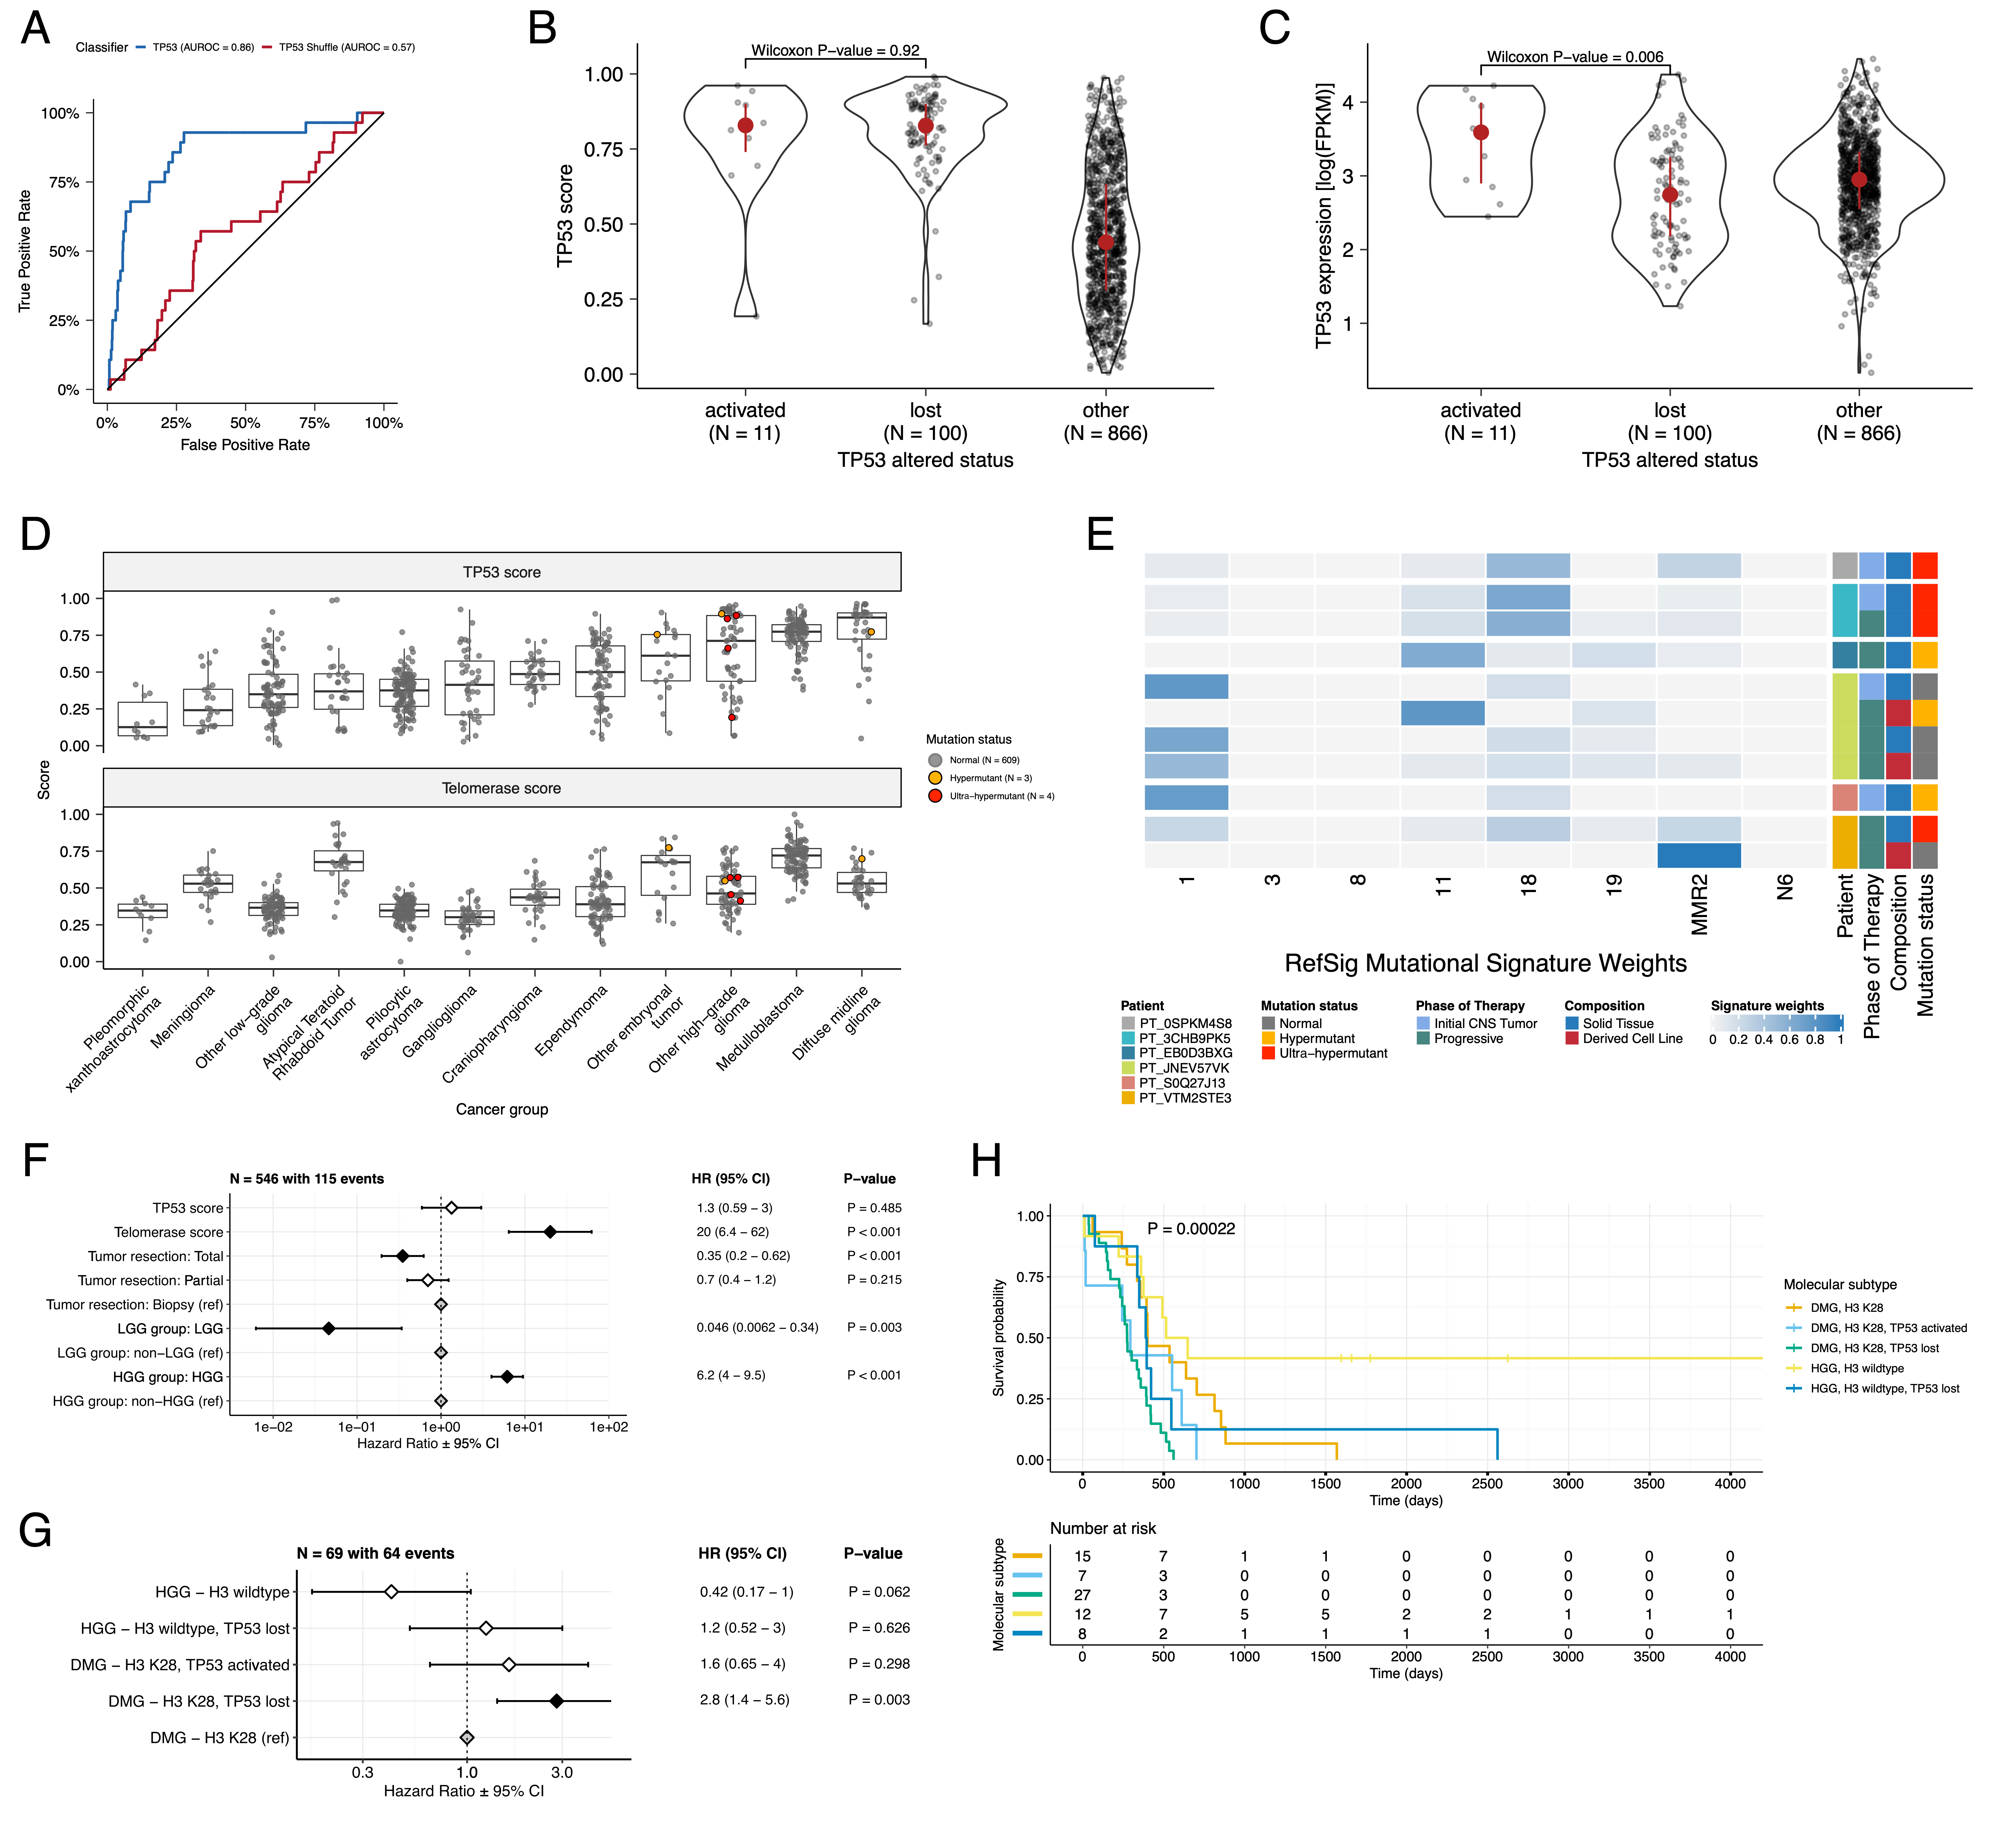 A
Classifier TP53 (AUROC = 0.86) TP53 Shuffle (AUROC = 0.57)
100%
75%
50%
25%
0%
True Positive Rate
0% 25% 50% 75% 100%
False Positive Rate
B
Wilcoxon P−value = 0.92
1.00
0.75
0.50
0.25
0.00
TP53 score
activated lost other
(N = 11) (N = 100) (N = 866)
TP53 altered status
C
Wilcoxon P−value = 0.006
4
3
2
1
TP53 expression [log(FPKM)]
activated lost other
(N = 11) (N = 100) (N = 866)
TP53 altered status
D
TP53 score
1.00
0.75
0.50
0.25
0.00
Telomerase score
1.00
0.75
0.50
0.25
0.00
Score
Pleomorphic
xanthoastrocytoma
Meningioma
Other low−grade
glioma
Atypical Teratoid
Rhabdoid Tumor
Pilocytic
astrocytoma
Ganglioglioma
Craniopharyngioma
Ependymoma
Other embryonal
tumor
Other high−grade
glioma
Medulloblastoma
Diffuse midline
glioma
Cancer group
Mutation status
Normal (N = 609)
Hypermutant (N = 3)
Ultra−hypermutant (N = 4)
E
1 3 8 11 18 19 MMR2 N6
Patient
Phase of Therapy
Composition
Mutation status
RefSig Mutational Signature Weights
Patient
PT_0SPKM4S8
PT_3CHB9PK5
PT_EB0D3BXG
PT_JNEV57VK
PT_S0Q27J13
PT_VTM2STE3
Mutation status
Normal
Hypermutant
Ultra−hypermutant
Phase of Therapy
Initial CNS Tumor
Progressive
Composition
Solid Tissue
Derived Cell Line
Signature weights
0 0.2 0.4 0.6 0.8 1
F
N = 546 with 115 events HR (95% CI) P−value
TP53 score 1.3 (0.59 − 3) P = 0.485
Telomerase score 20 (6.4 − 62) P < 0.001
Tumor resection: Total 0.35 (0.2 − 0.62) P < 0.001
Tumor resection: Partial 0.7 (0.4 − 1.2) P = 0.215
Tumor resection: Biopsy (ref)
LGG group: LGG 0.046 (0.0062 − 0.34) P = 0.003
LGG group: non−LGG (ref)
HGG group: HGG 6.2 (4 − 9.5) P < 0.001
HGG group: non−HGG (ref)
1e−02 1e−01 1e+00 1e+01 1e+02
Hazard Ratio ± 95% CI
G
N = 69 with 64 events HR (95% CI) P−value
HGG − H3 wildtype 0.42 (0.17 − 1) P = 0.062
HGG − H3 wildtype, TP53 lost 1.2 (0.52 − 3) P = 0.626
DMG − H3 K28, TP53 activated 1.6 (0.65 − 4) P = 0.298
DMG − H3 K28, TP53 lost 2.8 (1.4 − 5.6) P = 0.003
DMG − H3 K28 (ref)
0.3 1.0 3.0
Hazard Ratio ± 95% CI
H
P = 0.00022
1.00
0.75
0.50
0.25
0.00
Survival probability
0 500 1000 1500 2000 2500 3000 3500 4000
Time (days)
Molecular subtype
DMG, H3 K28
DMG, H3 K28, TP53 activated
DMG, H3 K28, TP53 lost
HGG, H3 wildtype
HGG, H3 wildtype, TP53 lost
Number at risk
Molecular subtype
15 7 1 1 0 0 0 0 0
7 3 0 0 0 0 0 0 0
27 3 0 0 0 0 0 0 0
12 7 5 5 2 2 1 1 1
8 2 1 1 1 1 0 0 0
0 500 1000 1500 2000 2500 3000 3500 4000
Time (days)